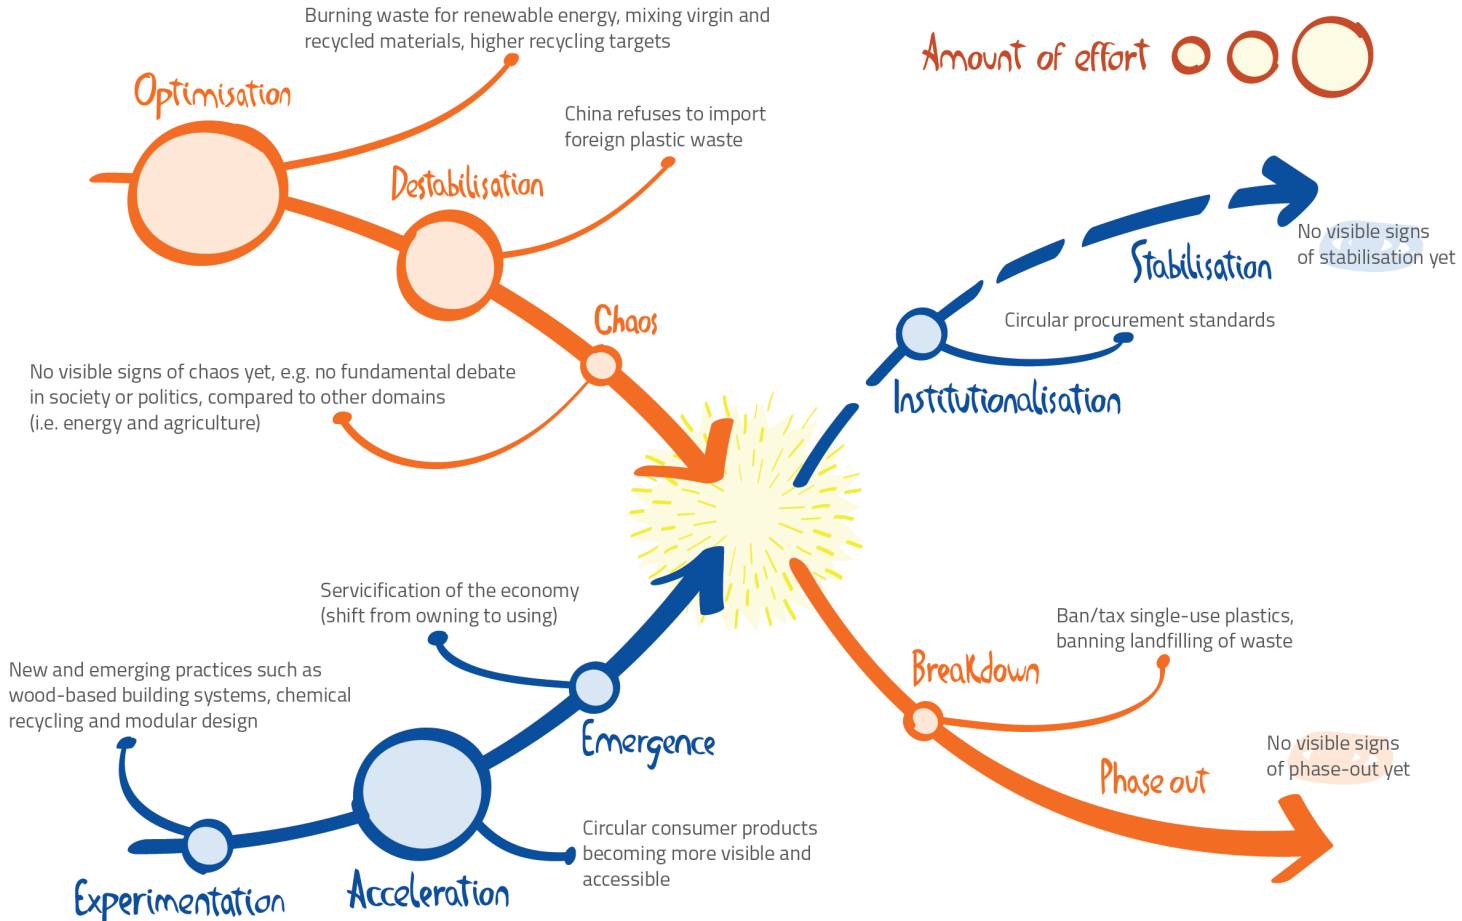 Burning waste for renewable energy, mixing virgin and
recycled materials, higher recycling targets
Amount of effort
Optimisation
China refuses to import
foreign plastic waste
Destabilisation
No visible signs
of stabilisation yet
Stabilisation
Chaos
Circular procurement standards
No visible signs of chaos yet, e.g. no fundamental debate
in society or politics, compared to other domains
(i.e. energy and agriculture)
Institutionalisation
Servicification of the economy
(shift from owning to using)
Ban/tax single-use plastics,
banning landfilling of waste
New and emerging practices such as
wood-based building systems, chemical
recycling and modular design
Breakdown
Emergence
No visible signs
of phase-out yet
Phase out
Circular consumer products
becoming more visible and
accessible
Experimentation
Acceleration